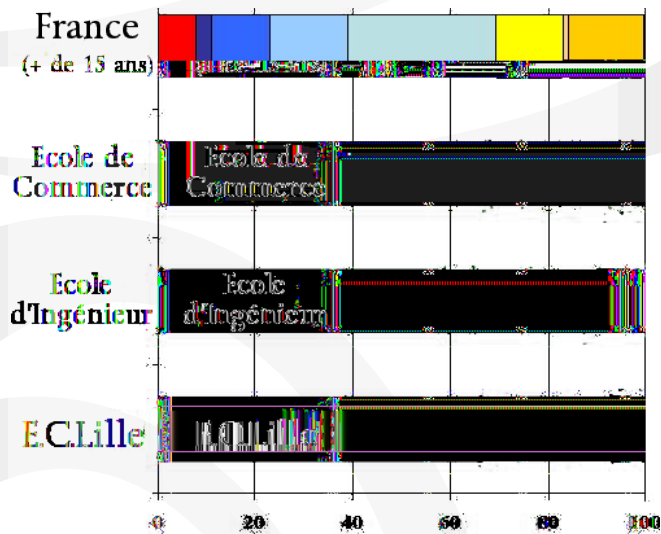 France
(+ de 15 ans)
Ecole de
Commerce
Ecole de
Commerce
Ecole
d'Ingénieur
Ecole
d'Ingénieur
E.C.Lille
E.C.Lille
0 20 40 60 80 100